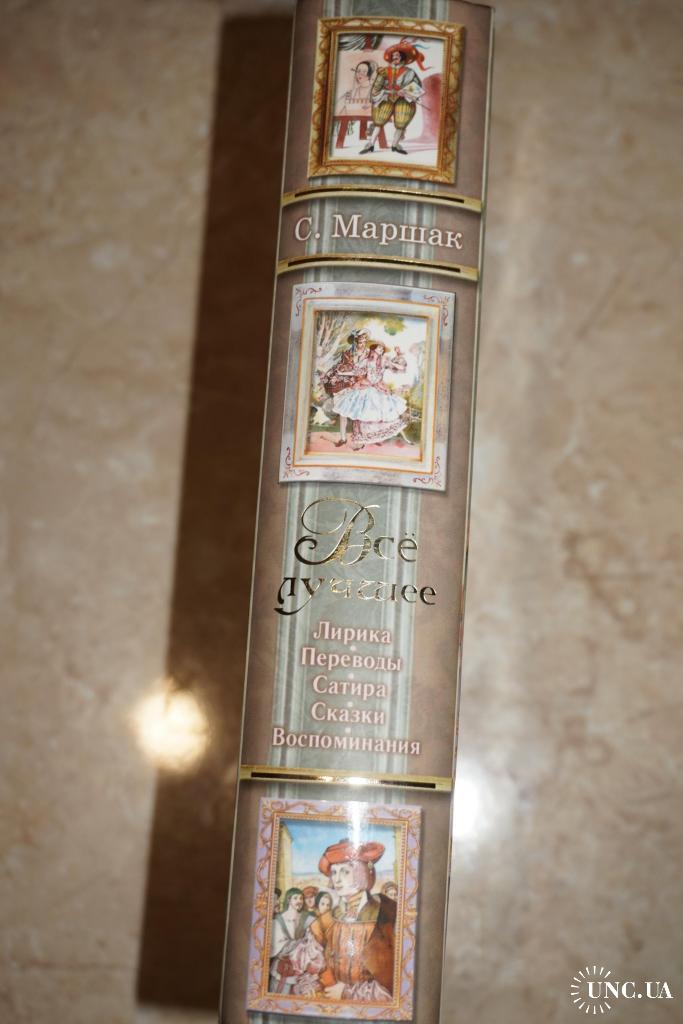 С. Маршак
Всё
лучшее
Лирика
Переводы
Сатира
Сказки
Воспоминания
UNC.UA